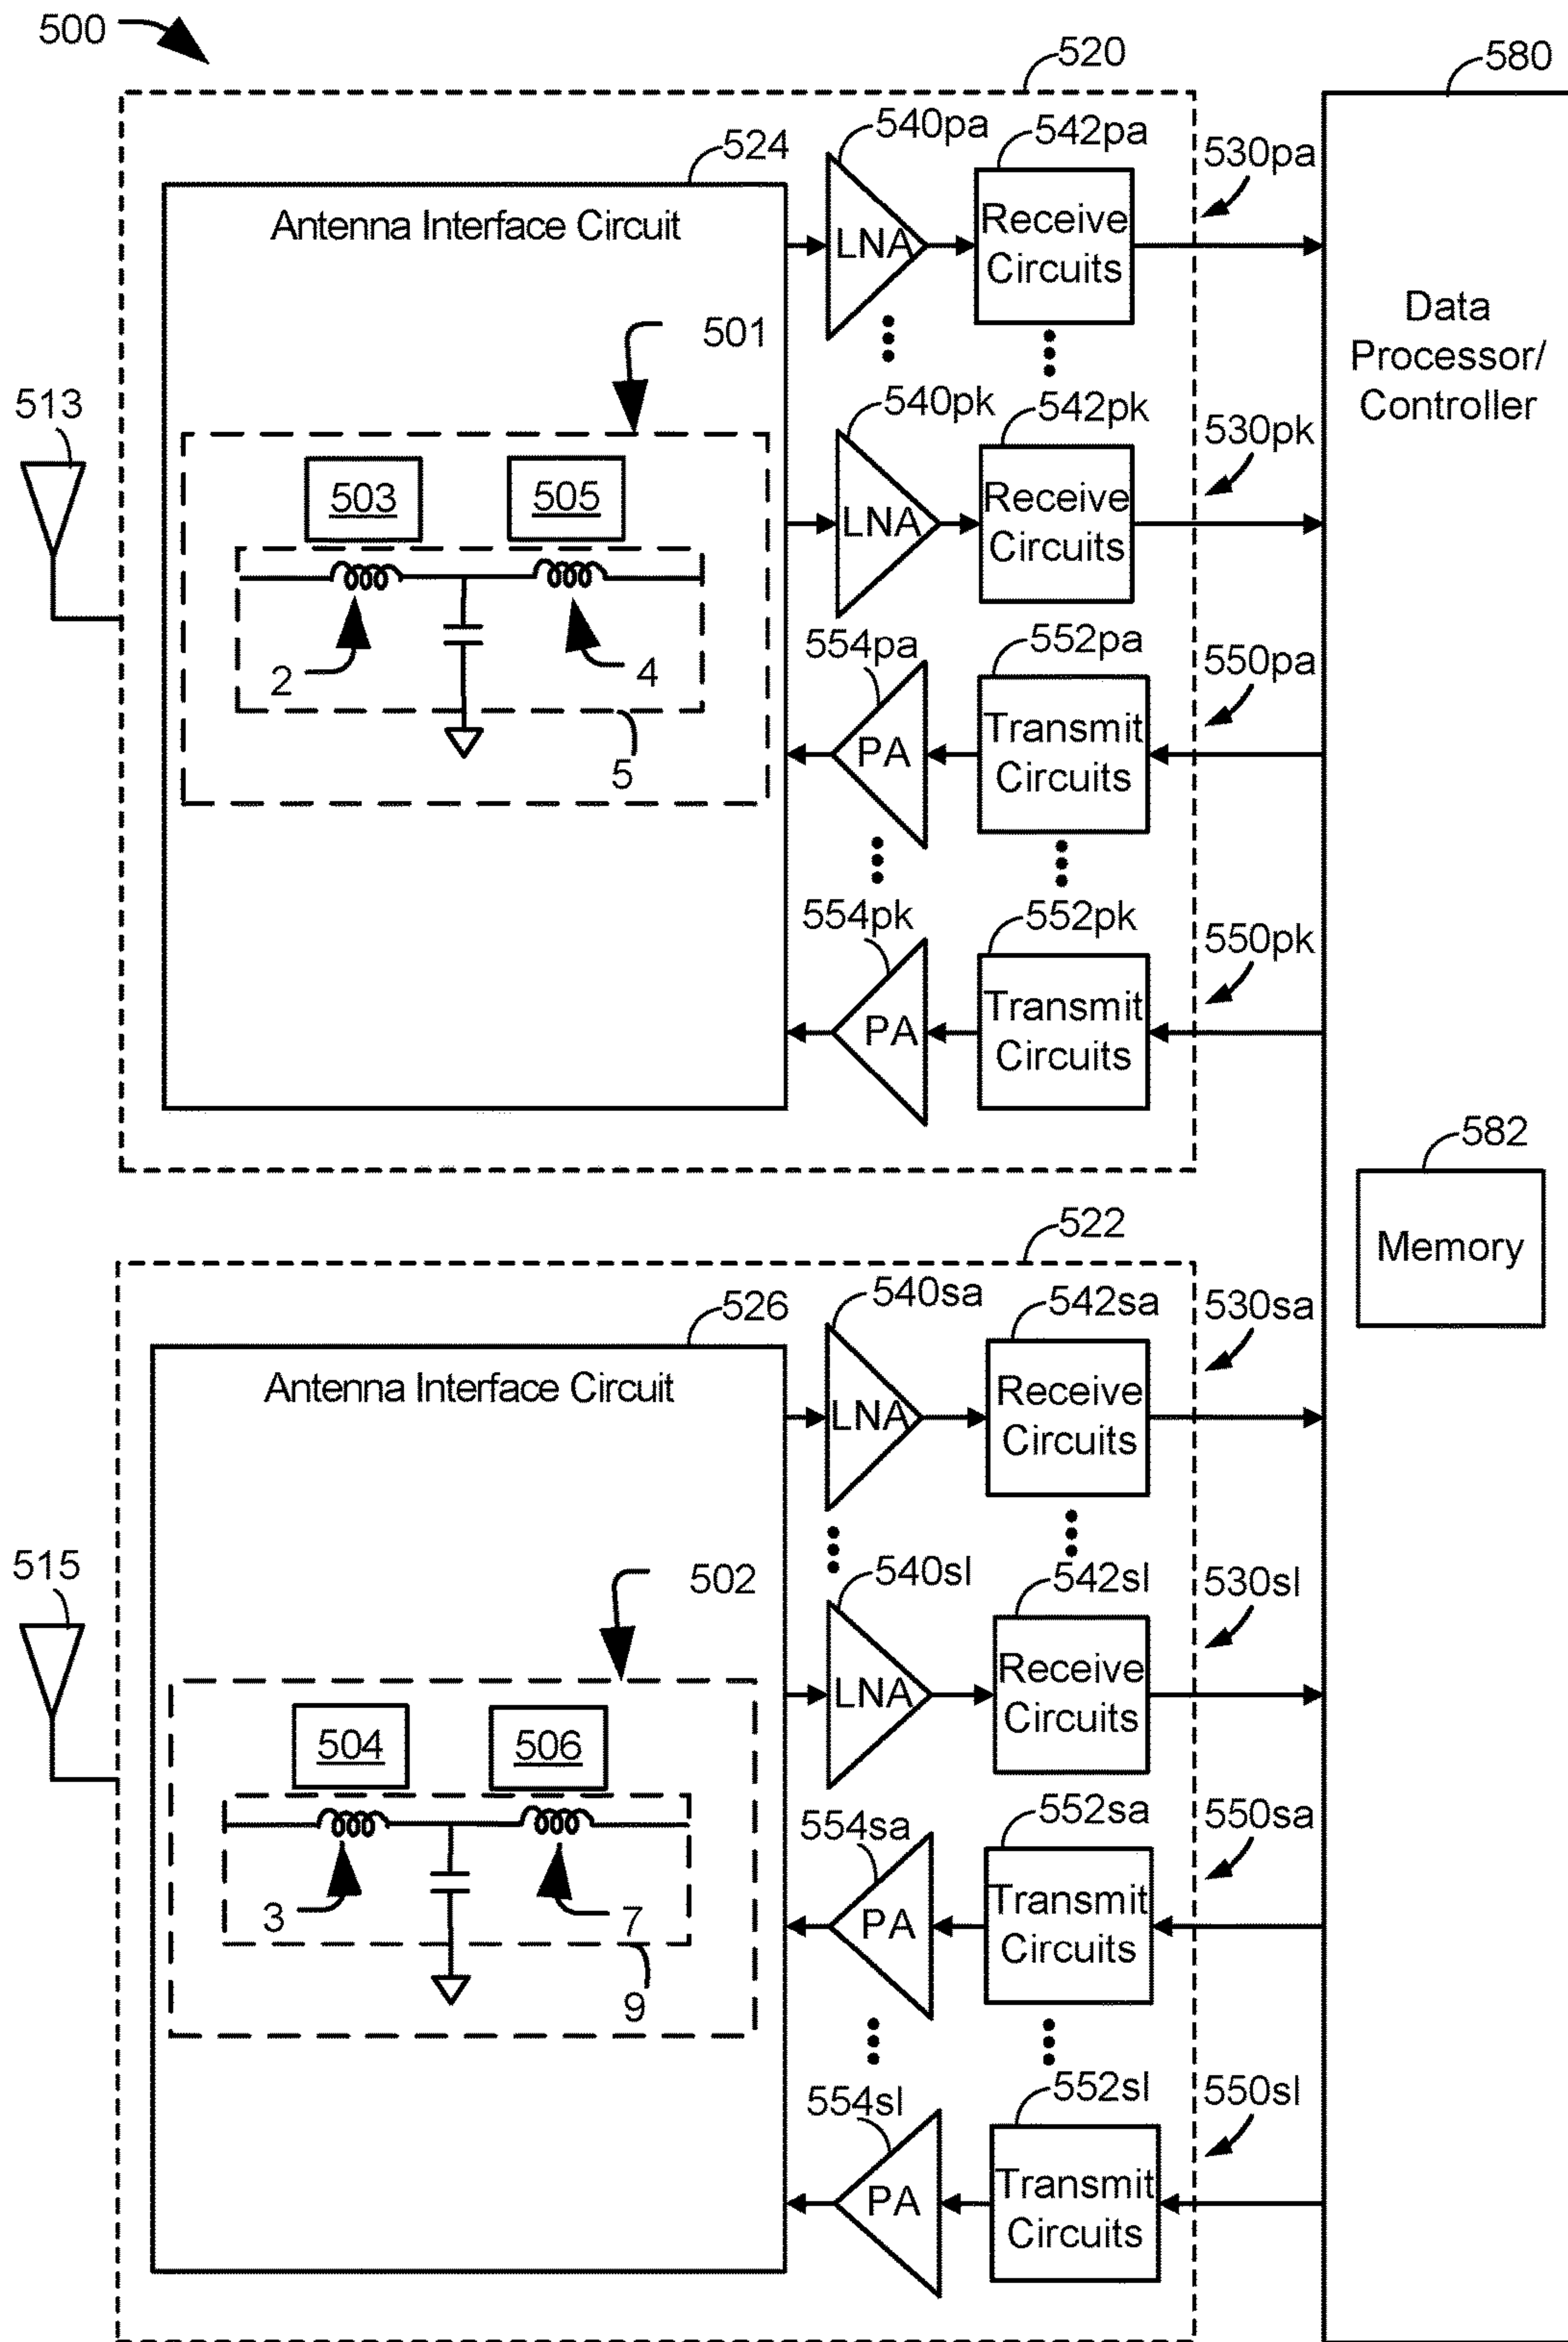 500
520
580
540pa
542pa
530pa
524
Antenna Interface Circuit
LNA
Receive
Circuits
Data
Processor/
Controller
501
513
540pk
542pk
530pk
503
505
LNA
Receive
Circuits
2
4
5
554pa
552pa
550pa
PA
Transmit
Circuits
554pk
552pk
550pk
PA
Transmit
Circuits
582
Memory
522
540sa
542sa
530sa
526
Antenna Interface Circuit
LNA
Receive
Circuits
515
502
540sl
542sl
530sl
504
506
LNA
Receive
Circuits
3
7
9
554sa
552sa
550sa
PA
Transmit
Circuits
554sl
552sl
550sl
PA
Transmit
Circuits